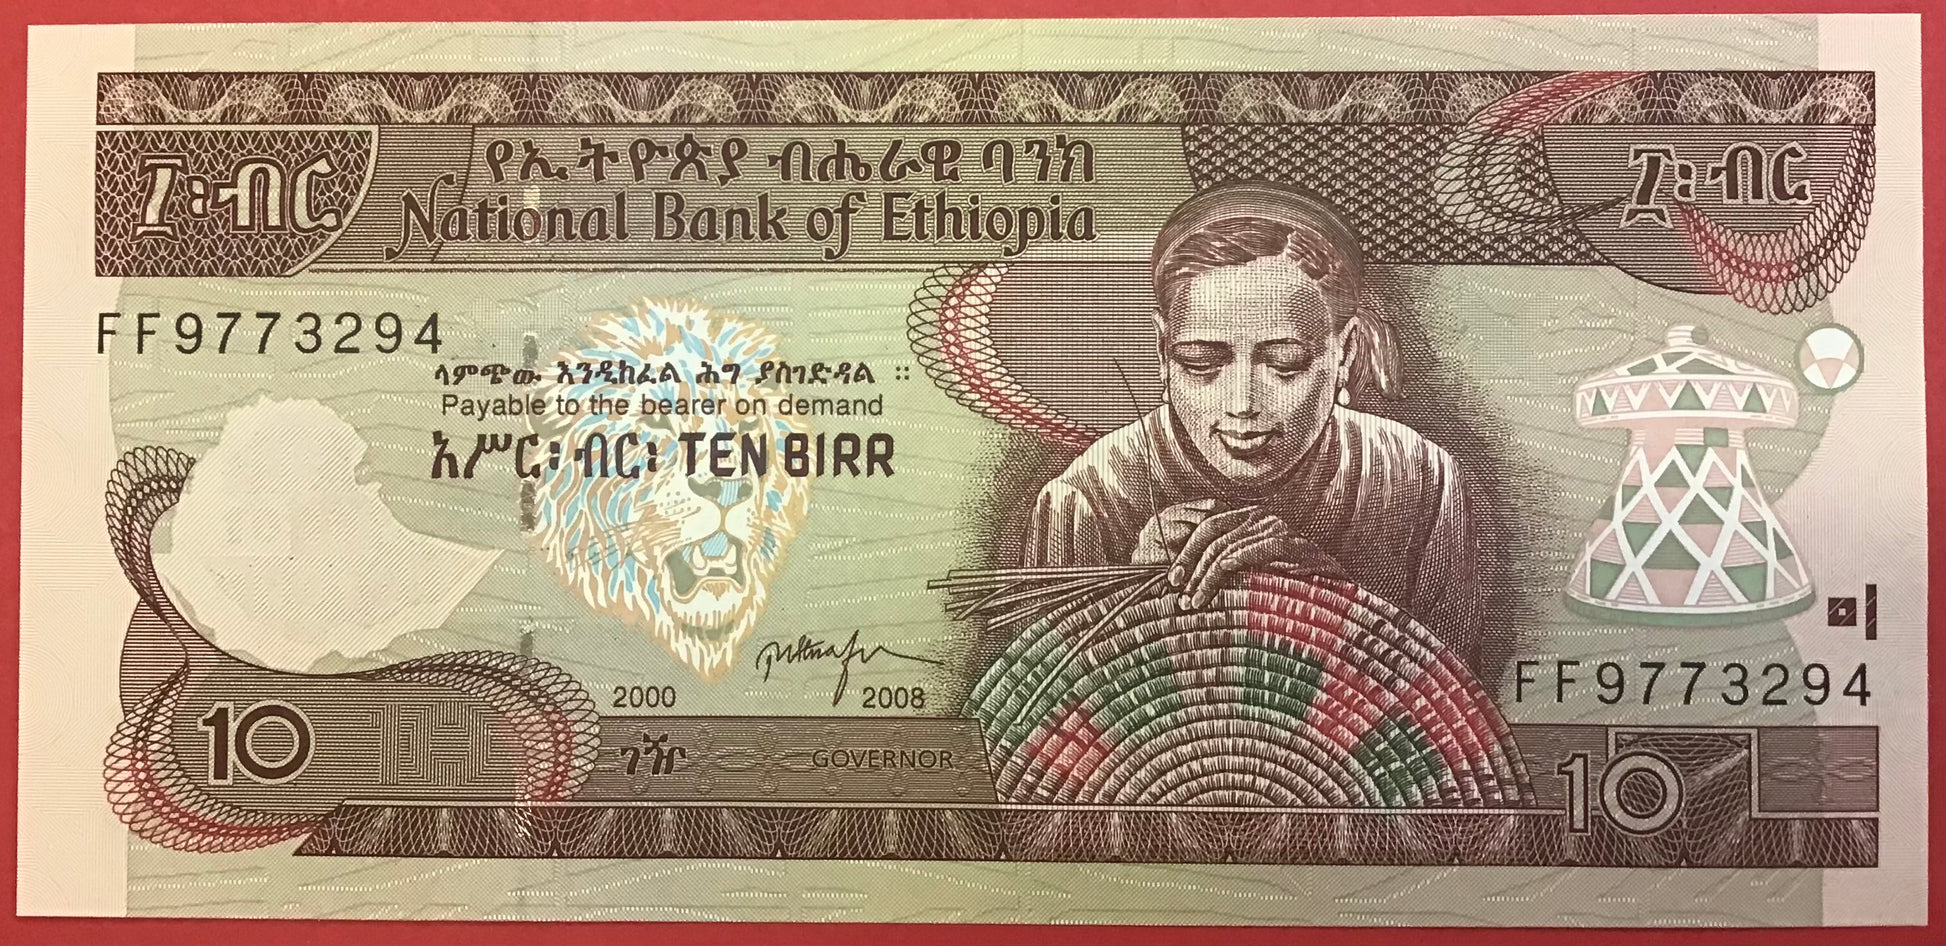 ፲፡ብር
የኢትዮጵያ ብሔራዊ ባንክ
፲፡ብር
National Bank of Ethiopia
FF9773294
ላምጭው እንዲከፈል ሕግ ያስገድዳል ።
Payable to the bearer on demand
አሥር፡ ብር፡ TEN BIRR
2000 2008
FF9773294
10
ገዥ GOVERNOR
10